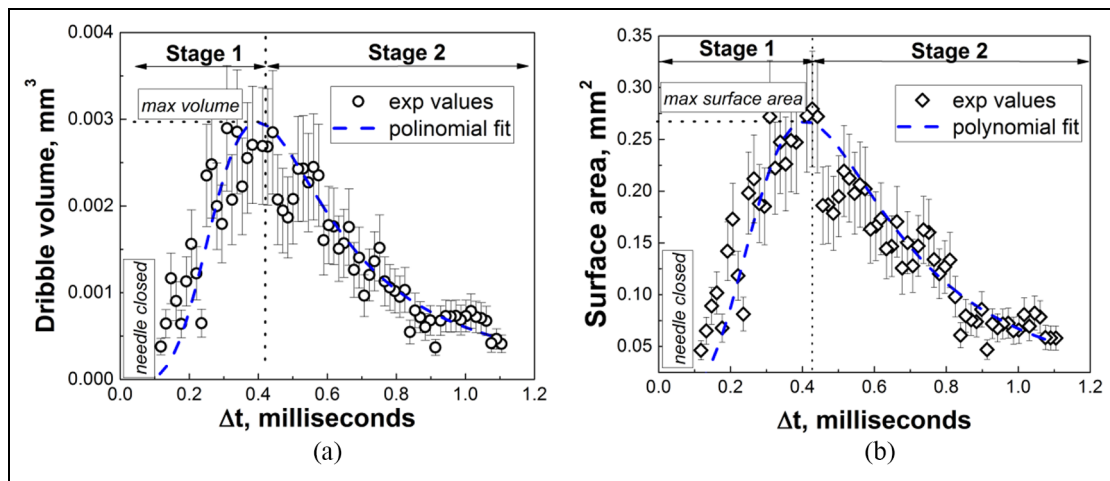 0.004
0.003
0.002
0.001
0.000
Dribble volume, mm³
Stage 1
Stage 2
max volume
exp values
polinomial fit
needle closed
0.0 0.2 0.4 0.6 0.8 1.0 1.2
Δt, milliseconds
(a)
0.35
0.30
0.25
0.20
0.15
0.10
0.05
Surface area, mm²
Stage 1
Stage 2
max surface area
exp values
polynomial fit
needle closed
0.0 0.2 0.4 0.6 0.8 1.0 1.2
Δt, milliseconds
(b)